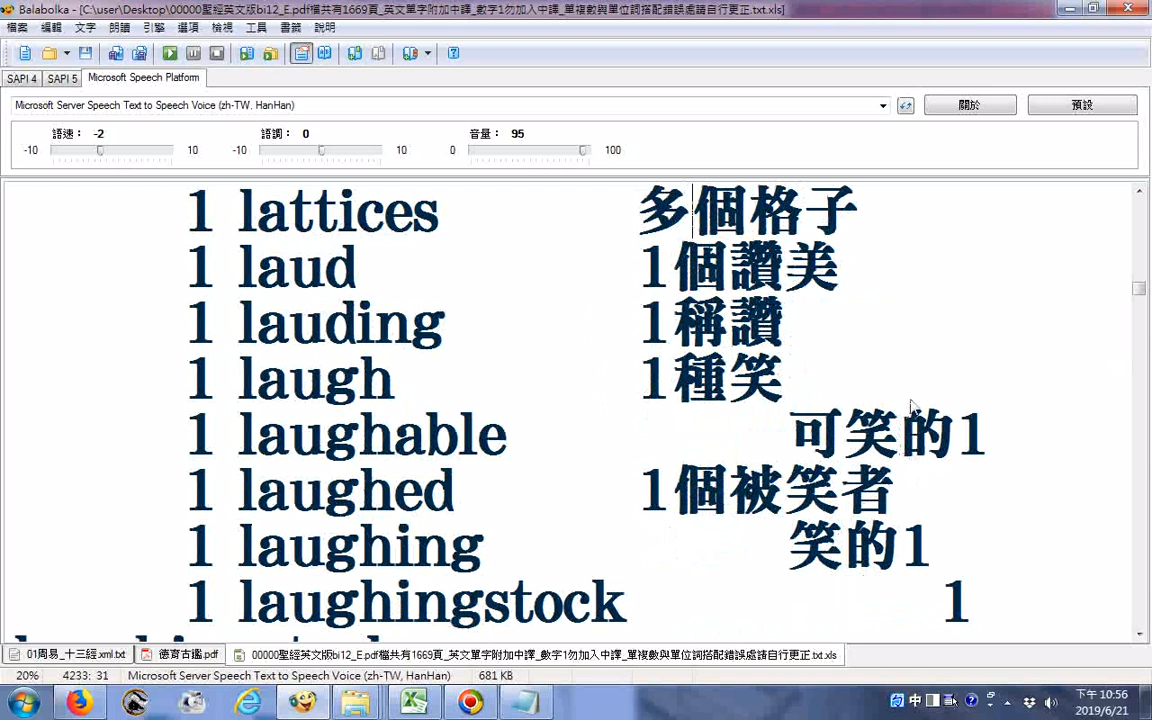 Balabolka - [C:\user\Desktop\00000聖經英文版bi12_E.pdf檔共有1669頁_英文單字附加中譯_數字1勿加入中譯_單複數與單位詞搭配錯誤處請自行更正.txt.xls]
檔案 編輯 文字 朗讀 引擎 選項 檢視 工具 書籤 說明
SAPI 4 SAPI 5 Microsoft Speech Platform
Microsoft Server Speech Text to Speech Voice (zh-TW, HanHan) 關於 預設
語速： -2 語調： 0 音量： 95
-10 10 -10 10 0 100
1 lattices 多個格子
1 laud 1個讚美
1 lauding 1稱讚
1 laugh 1種笑
1 laughable 可笑的1
1 laughed 1個被笑者
1 laughing 笑的1
1 laughingstock 1
01周易_十三經.xml.txt 德育古鑑.pdf 00000聖經英文版bi12_E.pdf檔共有1669頁_英文單字附加中譯_數字1勿加入中譯_單複數與單位詞搭配錯誤處請自行更正.txt.xls
20% 4233: 31 Microsoft Server Speech Text to Speech Voice (zh-TW, HanHan) 681 KB
中 下午 10:56
2019/6/21